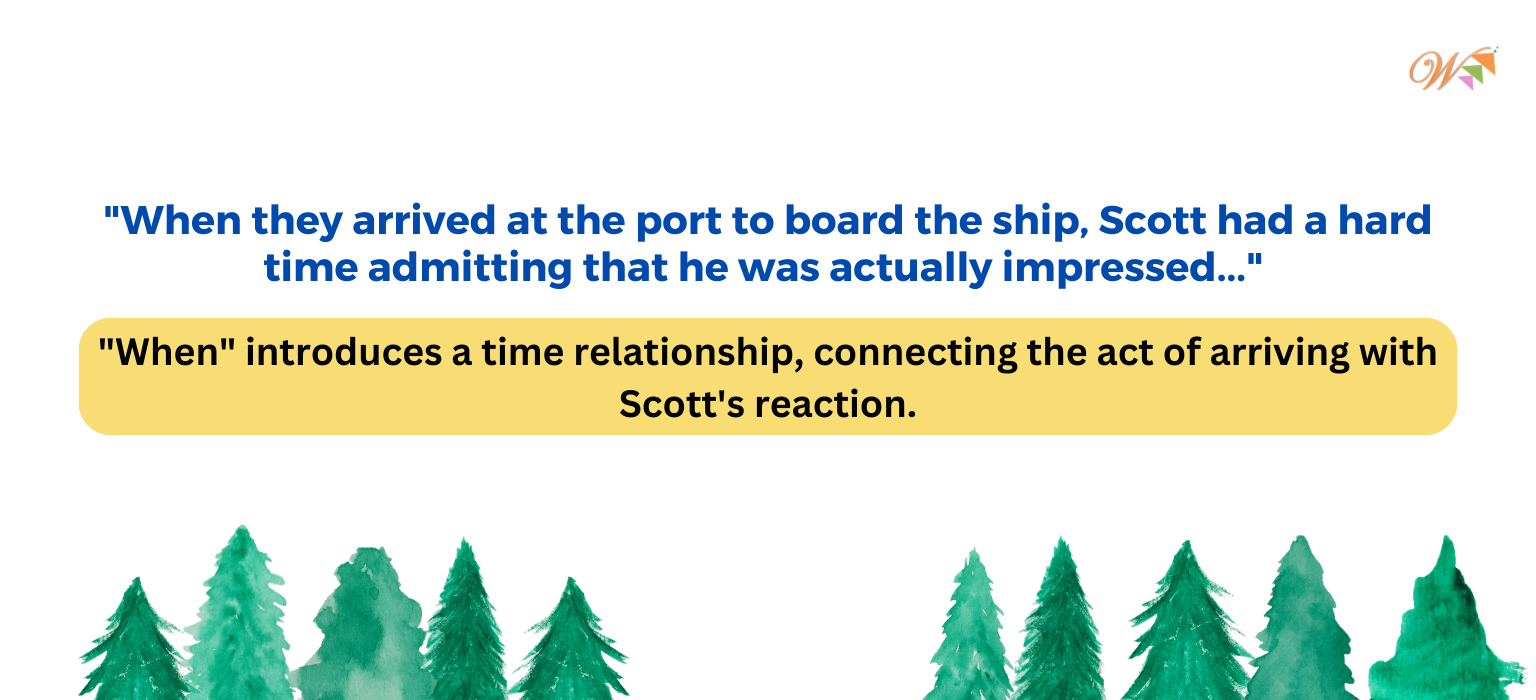 W
"When they arrived at the port to board the ship, Scott had a hard
time admitting that he was actually impressed..."
"When" introduces a time relationship, connecting the act of arriving with
Scott's reaction.